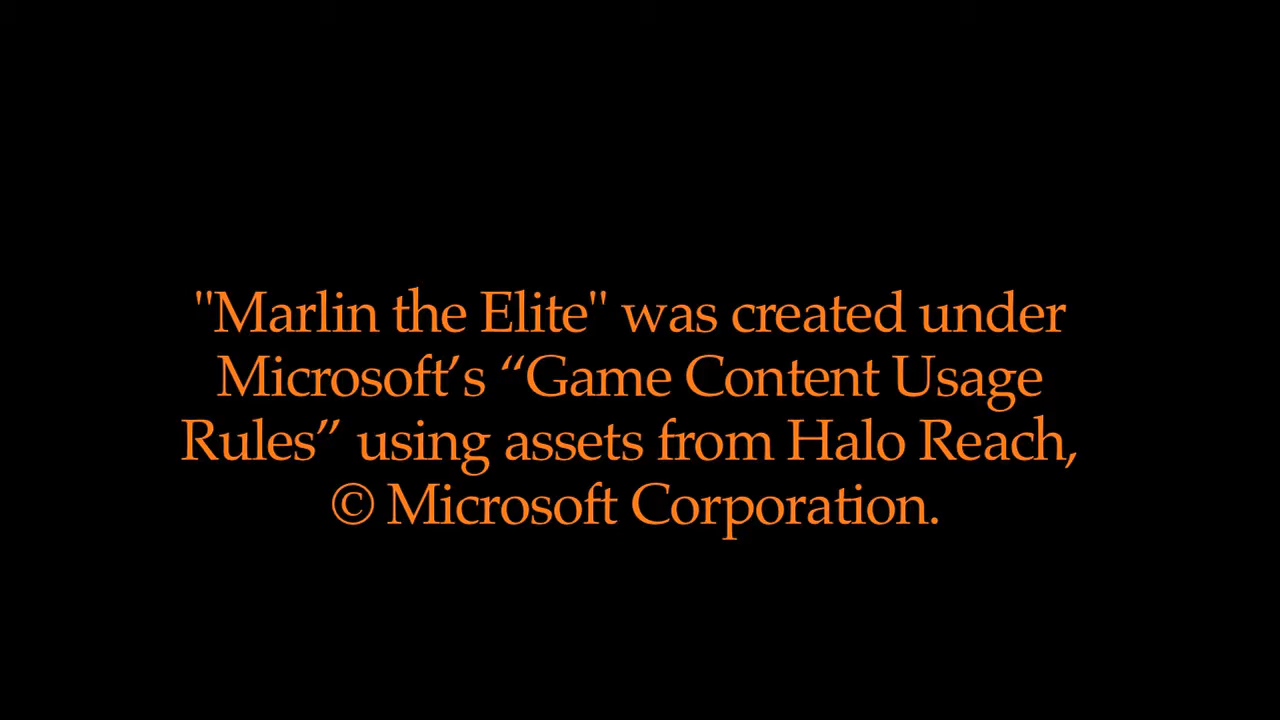 "Marlin the Elite" was created under
Microsoft’s “Game Content Usage
Rules” using assets from Halo Reach,
© Microsoft Corporation.